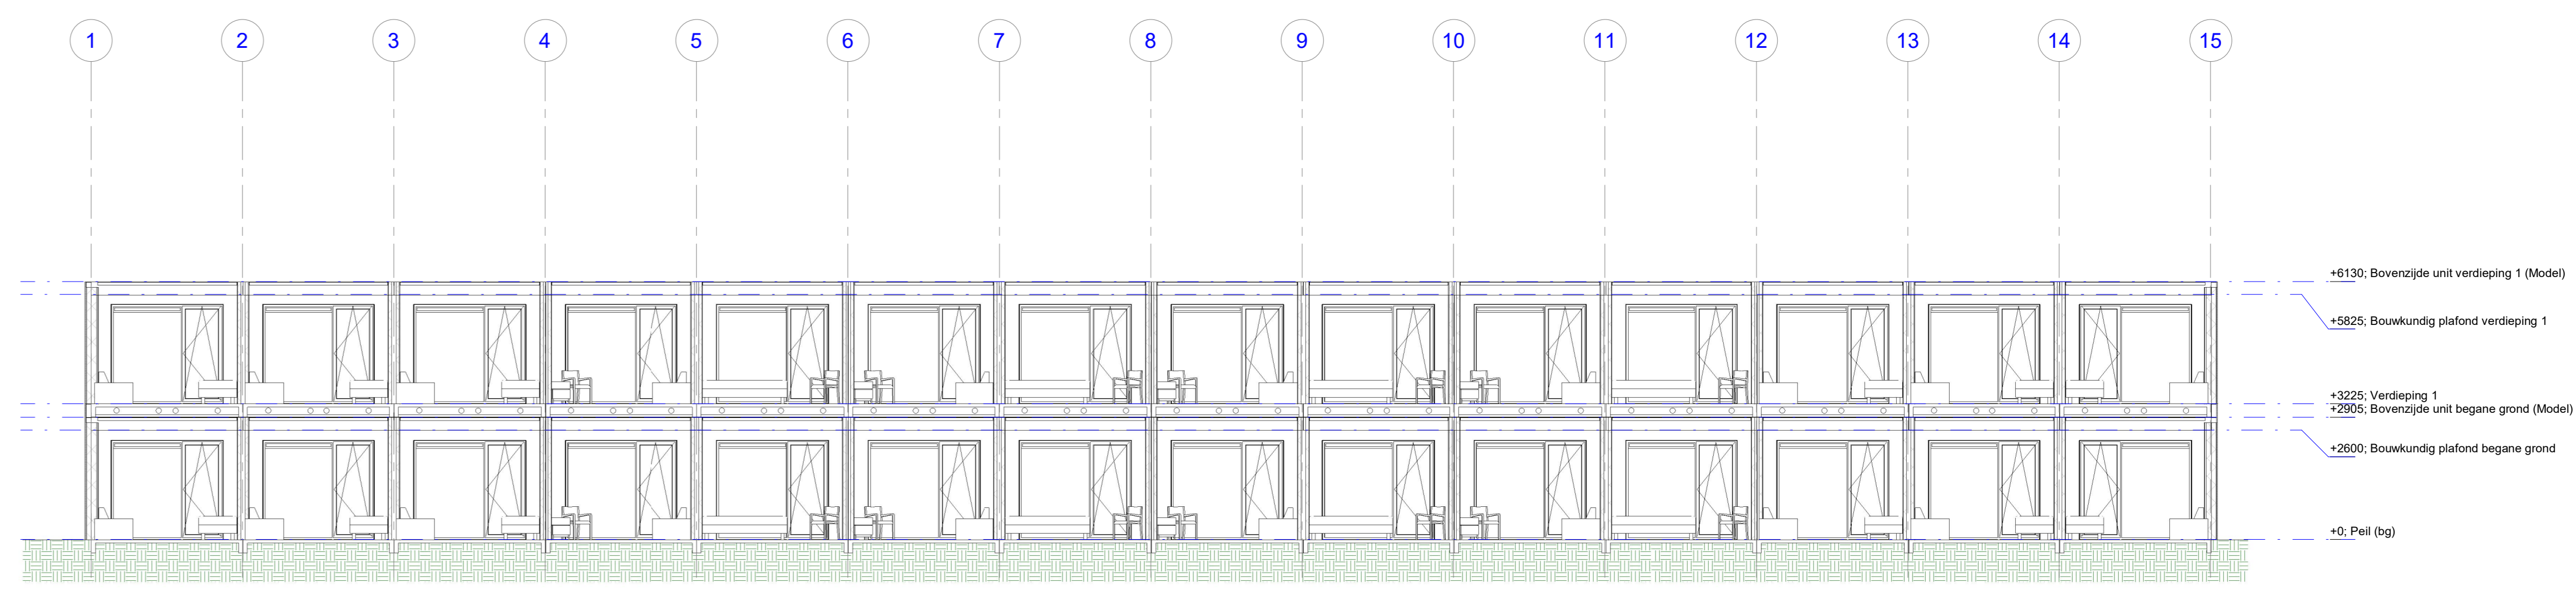 1 2 3 4 5 6 7 8 9 10 11 12 13 14 15
+6130; Bovenzijde unit verdieping 1 (Model)
+5825; Bouwkundig plafond verdieping 1
+3225; Verdieping 1
+2905; Bovenzijde unit begane grond (Model)
+2600; Bouwkundig plafond begane grond
+0; Peil (bg)